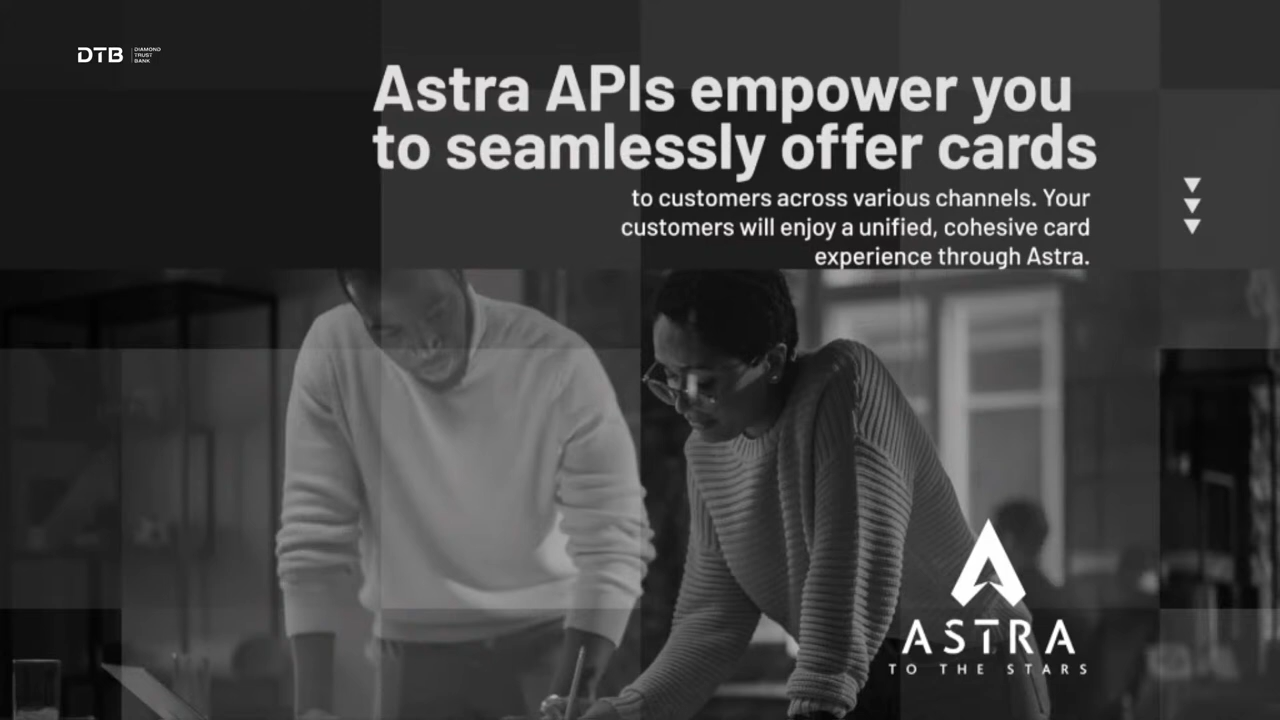 DTB
DIAMOND
TRUST
BANK
Astra APIs empower you
to seamlessly offer cards
to customers across various channels. Your
customers will enjoy a unified, cohesive card
experience through Astra.
ASTRA
TO THE STARS